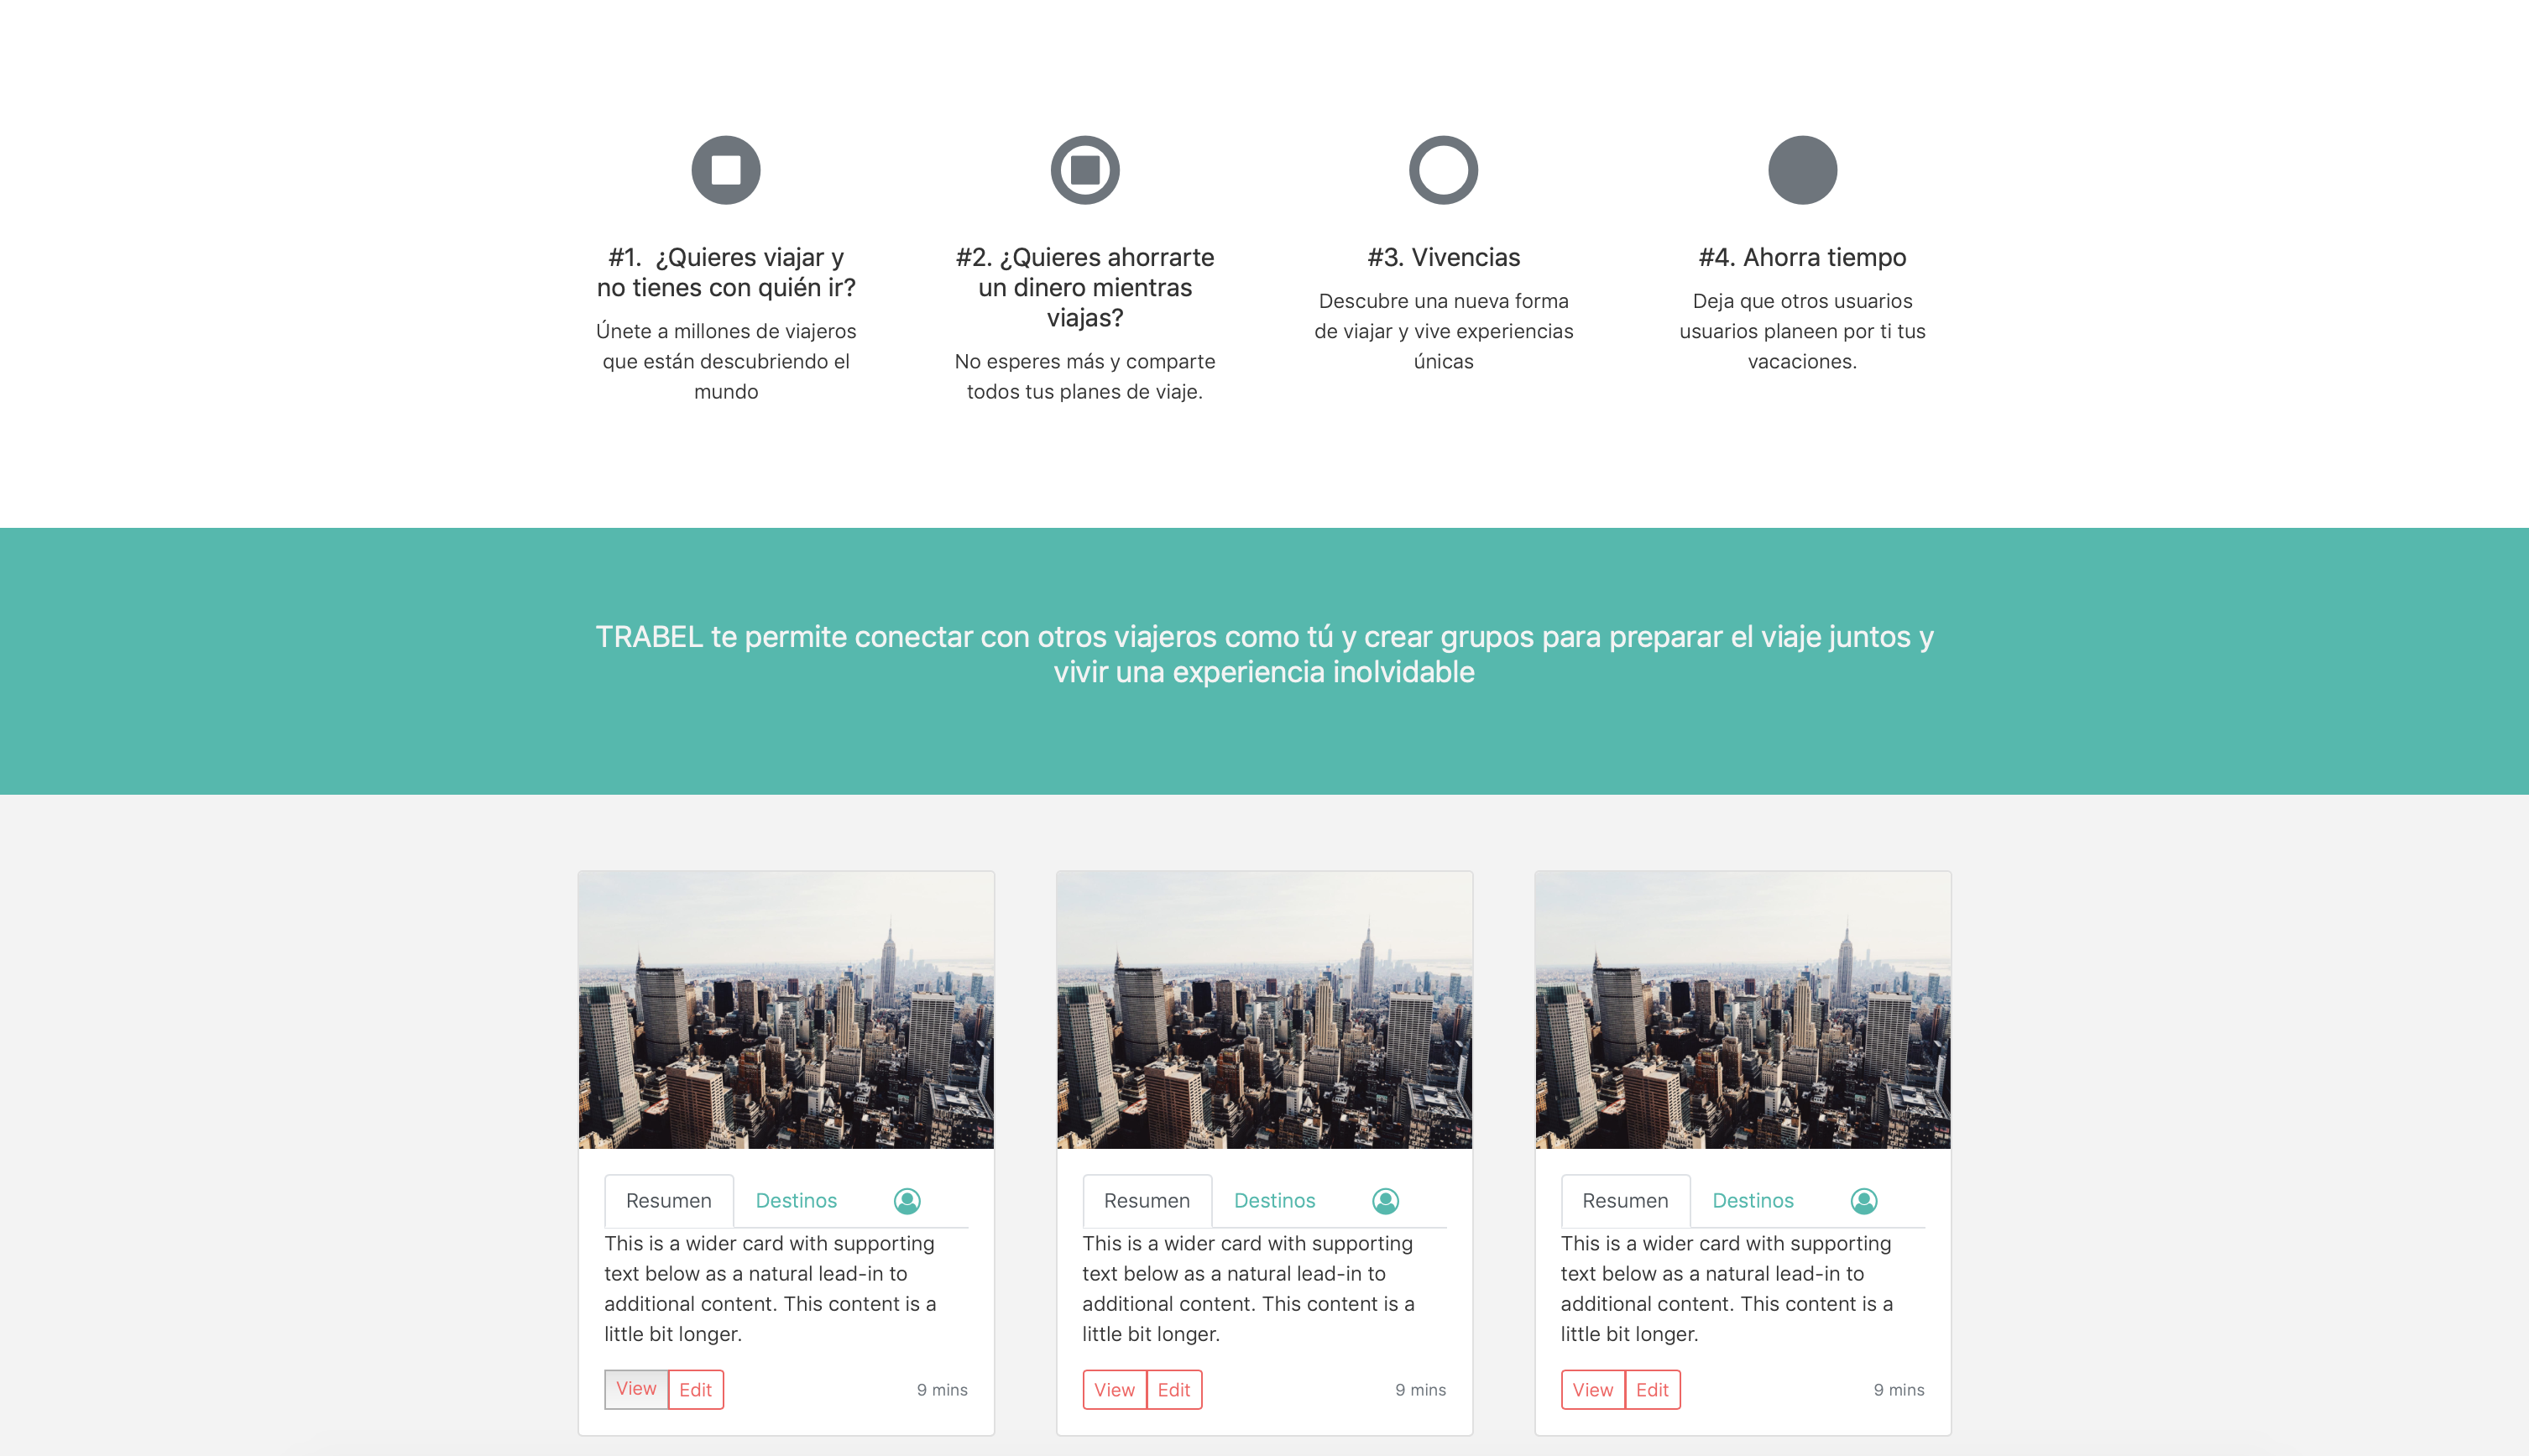 #1.  ¿Quieres viajar y
no tienes con quién ir?
Únete a millones de viajeros
que están descubriendo el
mundo
#2. ¿Quieres ahorrarte
un dinero mientras
viajas?
No esperes más y comparte
todos tus planes de viaje.
#3. Vivencias
Descubre una nueva forma
de viajar y vive experiencias
únicas
#4. Ahorra tiempo
Deja que otros usuarios
usuarios planeen por ti tus
vacaciones.
TRABEL te permite conectar con otros viajeros como tú y crear grupos para preparar el viaje juntos y
vivir una experiencia inolvidable
Resumen Destinos
This is a wider card with supporting
text below as a natural lead-in to
additional content. This content is a
little bit longer.
View Edit 9 mins
Resumen Destinos
This is a wider card with supporting
text below as a natural lead-in to
additional content. This content is a
little bit longer.
View Edit 9 mins
Resumen Destinos
This is a wider card with supporting
text below as a natural lead-in to
additional content. This content is a
little bit longer.
View Edit 9 mins